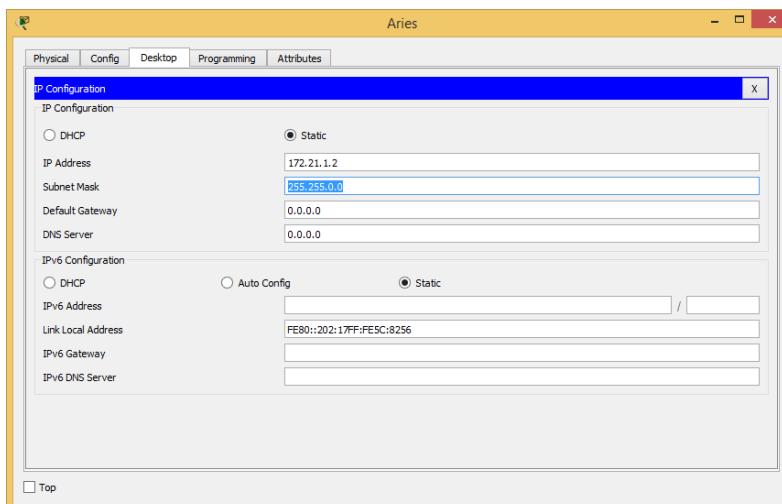 Aries
Physical Config Desktop Programming Attributes
IP Configuration X
IP Configuration
DHCP Static
IP Address 172.21.1.2
Subnet Mask 255.255.0.0
Default Gateway 0.0.0.0
DNS Server 0.0.0.0
IPv6 Configuration
DHCP Auto Config Static
IPv6 Address /
Link Local Address FE80::202:17FF:FE5C:8256
IPv6 Gateway
IPv6 DNS Server
Top